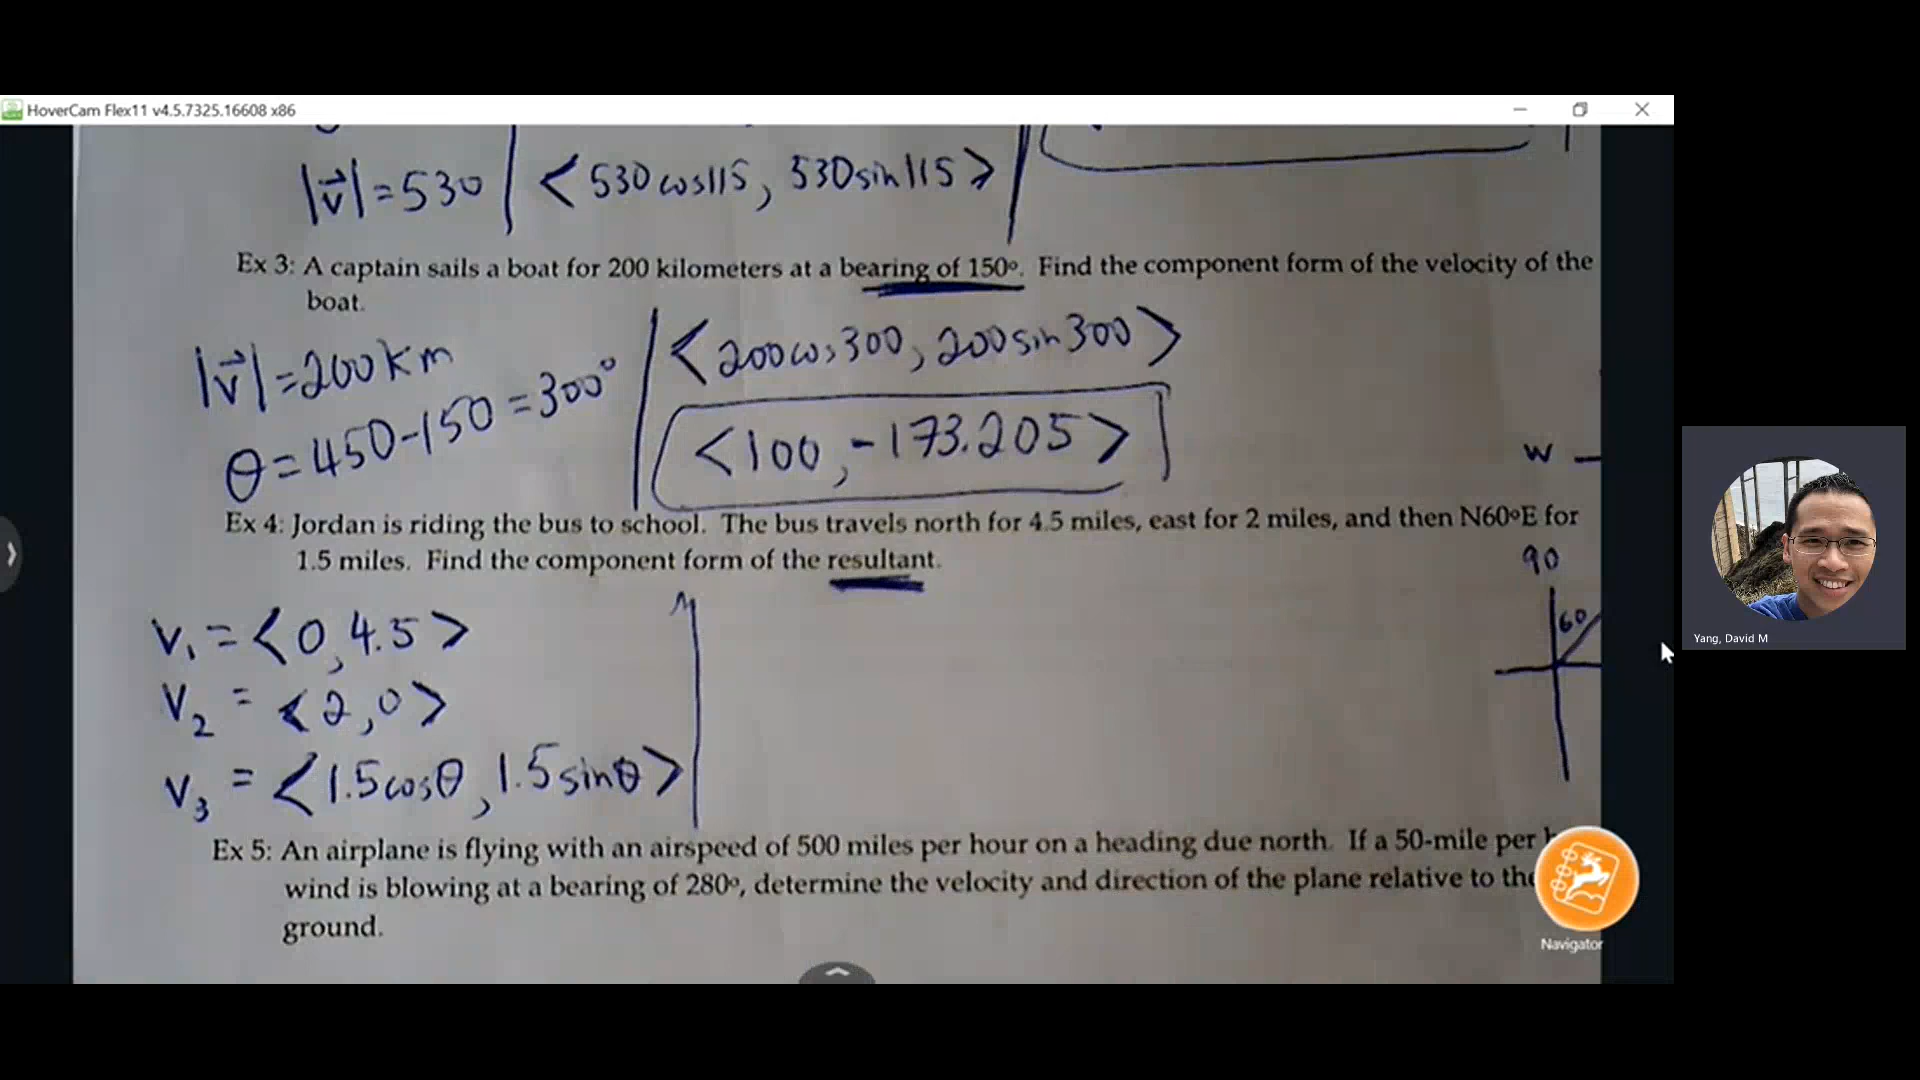 HoverCam Flex11 v4.5.7325.16608 x86
|v⃗|=530 <530cos115, 530sin115>
Ex 3: A captain sails a boat for 200 kilometers at a bearing of 150º. Find the component form of the velocity of the
boat.
|v⃗|=200km <200cos300, 200sin300>
θ=450-150=300° <100,-173.205>
W
Ex 4: Jordan is riding the bus to school. The bus travels north for 4.5 miles, east for 2 miles, and then N60ºE for
1.5 miles. Find the component form of the resultant.
90
60
V₁ = <0, 4.5>
V₂ = <2,0>
V₃ = <1.5cosθ, 1.5sinθ>
Yang, David M
Ex 5: An airplane is flying with an airspeed of 500 miles per hour on a heading due north. If a 50-mile per
wind is blowing at a bearing of 280º, determine the velocity and direction of the plane relative to the
ground.
Navigator